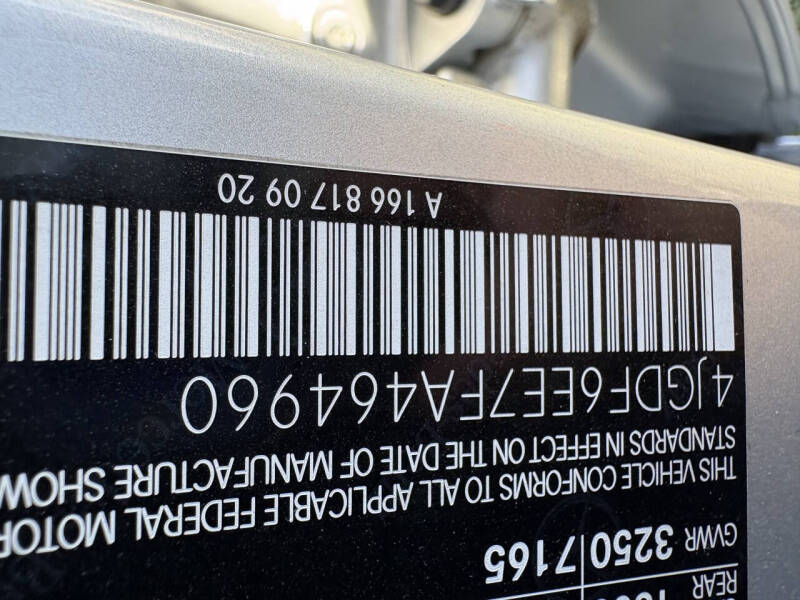 REAR
GVWR 3250/7165
THIS VEHICLE CONFORMS TO ALL APPLICABLE FEDERAL MOTOR
STANDARDS IN EFFECT ON THE DATE OF MANUFACTURE SHOW
4JGDF6EE7FA464960
A 166 817 09 20